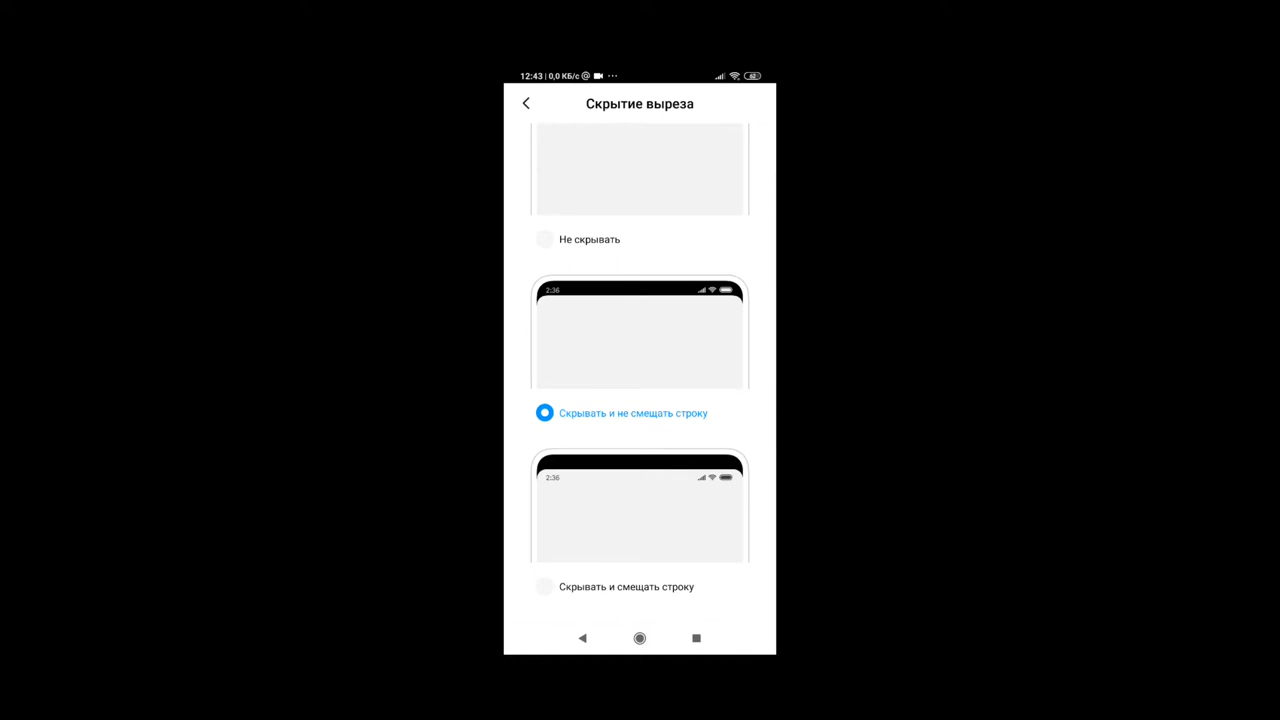 12:43 | 0,0 КБ/с @ ... 62
Скрытие выреза
Не скрывать
2:36
Скрывать и не смещать строку
2:36
Скрывать и смещать строку